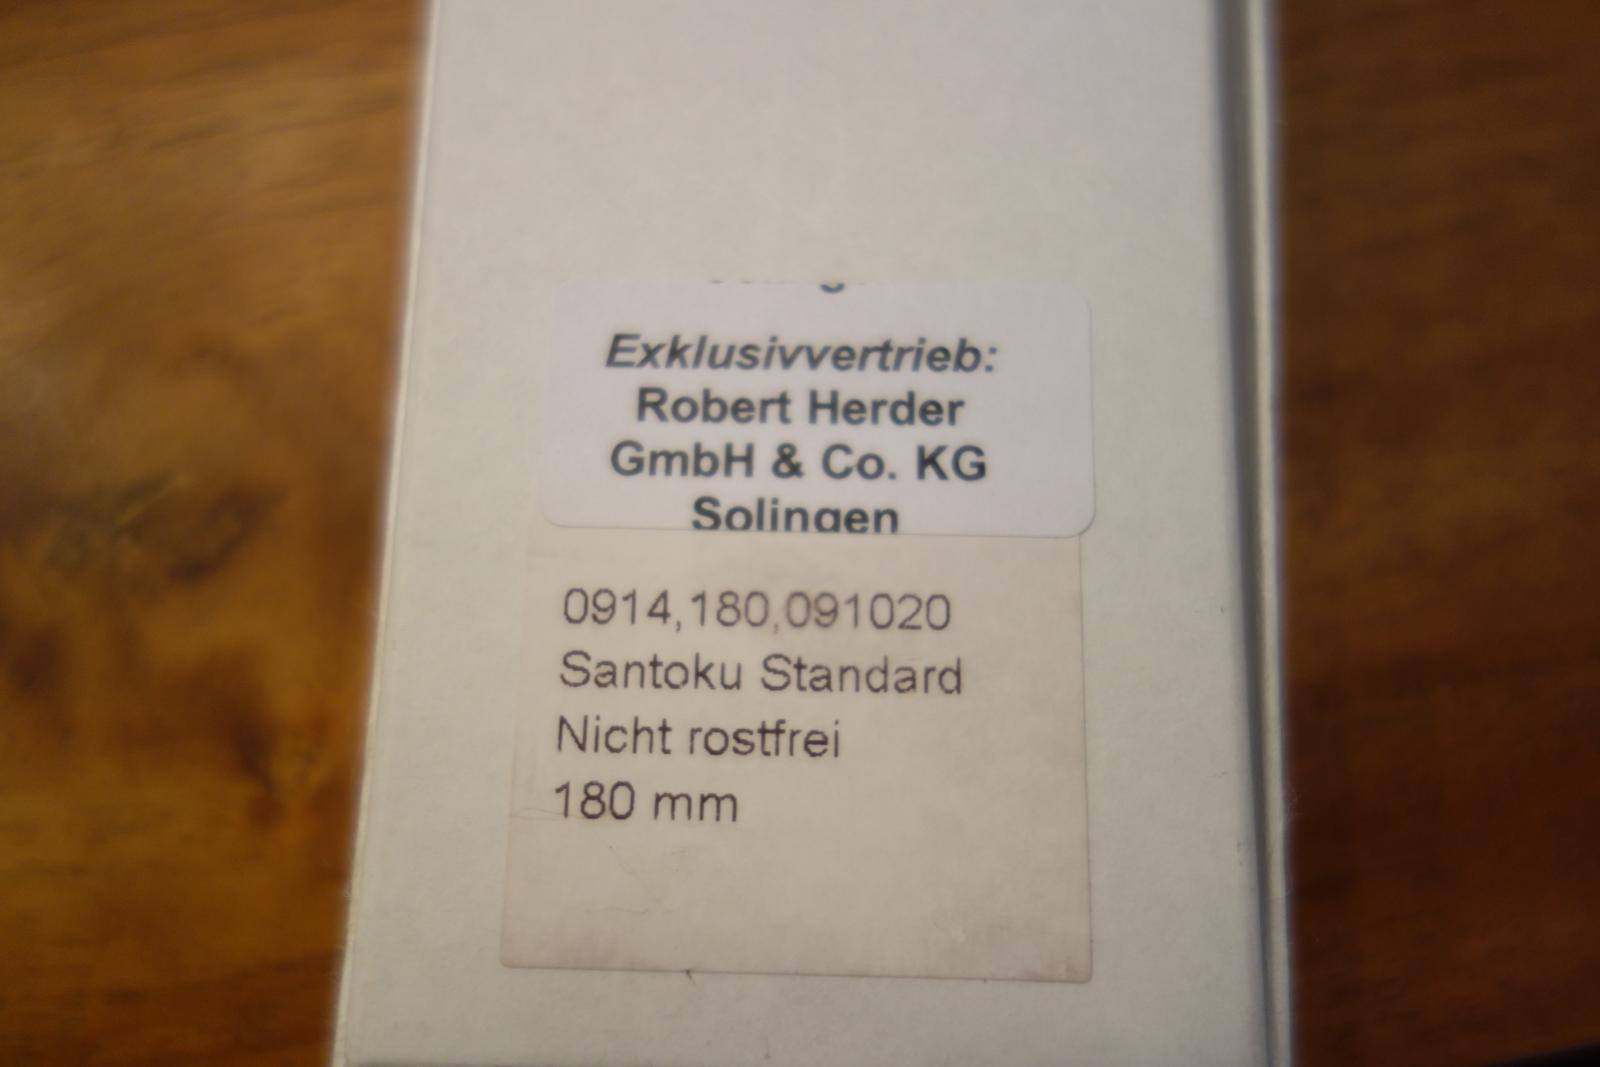 Exklusivvertrieb:
Robert Herder
GmbH & Co. KG
Solingen
0914,180,091020
Santoku Standard
Nicht rostfrei
180 mm